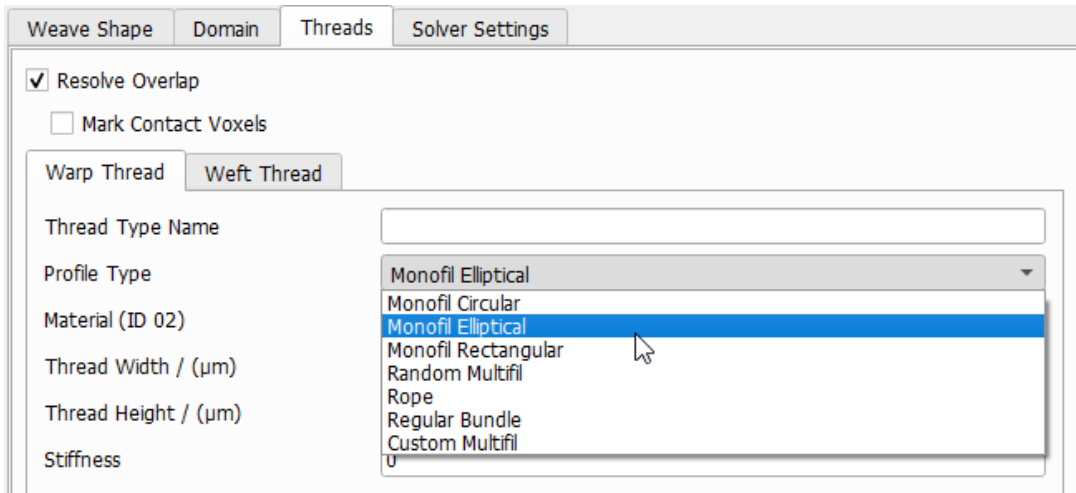 Weave Shape Domain Threads Solver Settings
Resolve Overlap
Mark Contact Voxels
Warp Thread Weft Thread
Thread Type Name
Profile Type Monofil Elliptical
Monofil Circular
Material (ID 02) Monofil Elliptical
Monofil Rectangular
Thread Width / (µm) Random Multifil
Rope
Thread Height / (µm) Regular Bundle
Custom Multifil
Stiffness 0